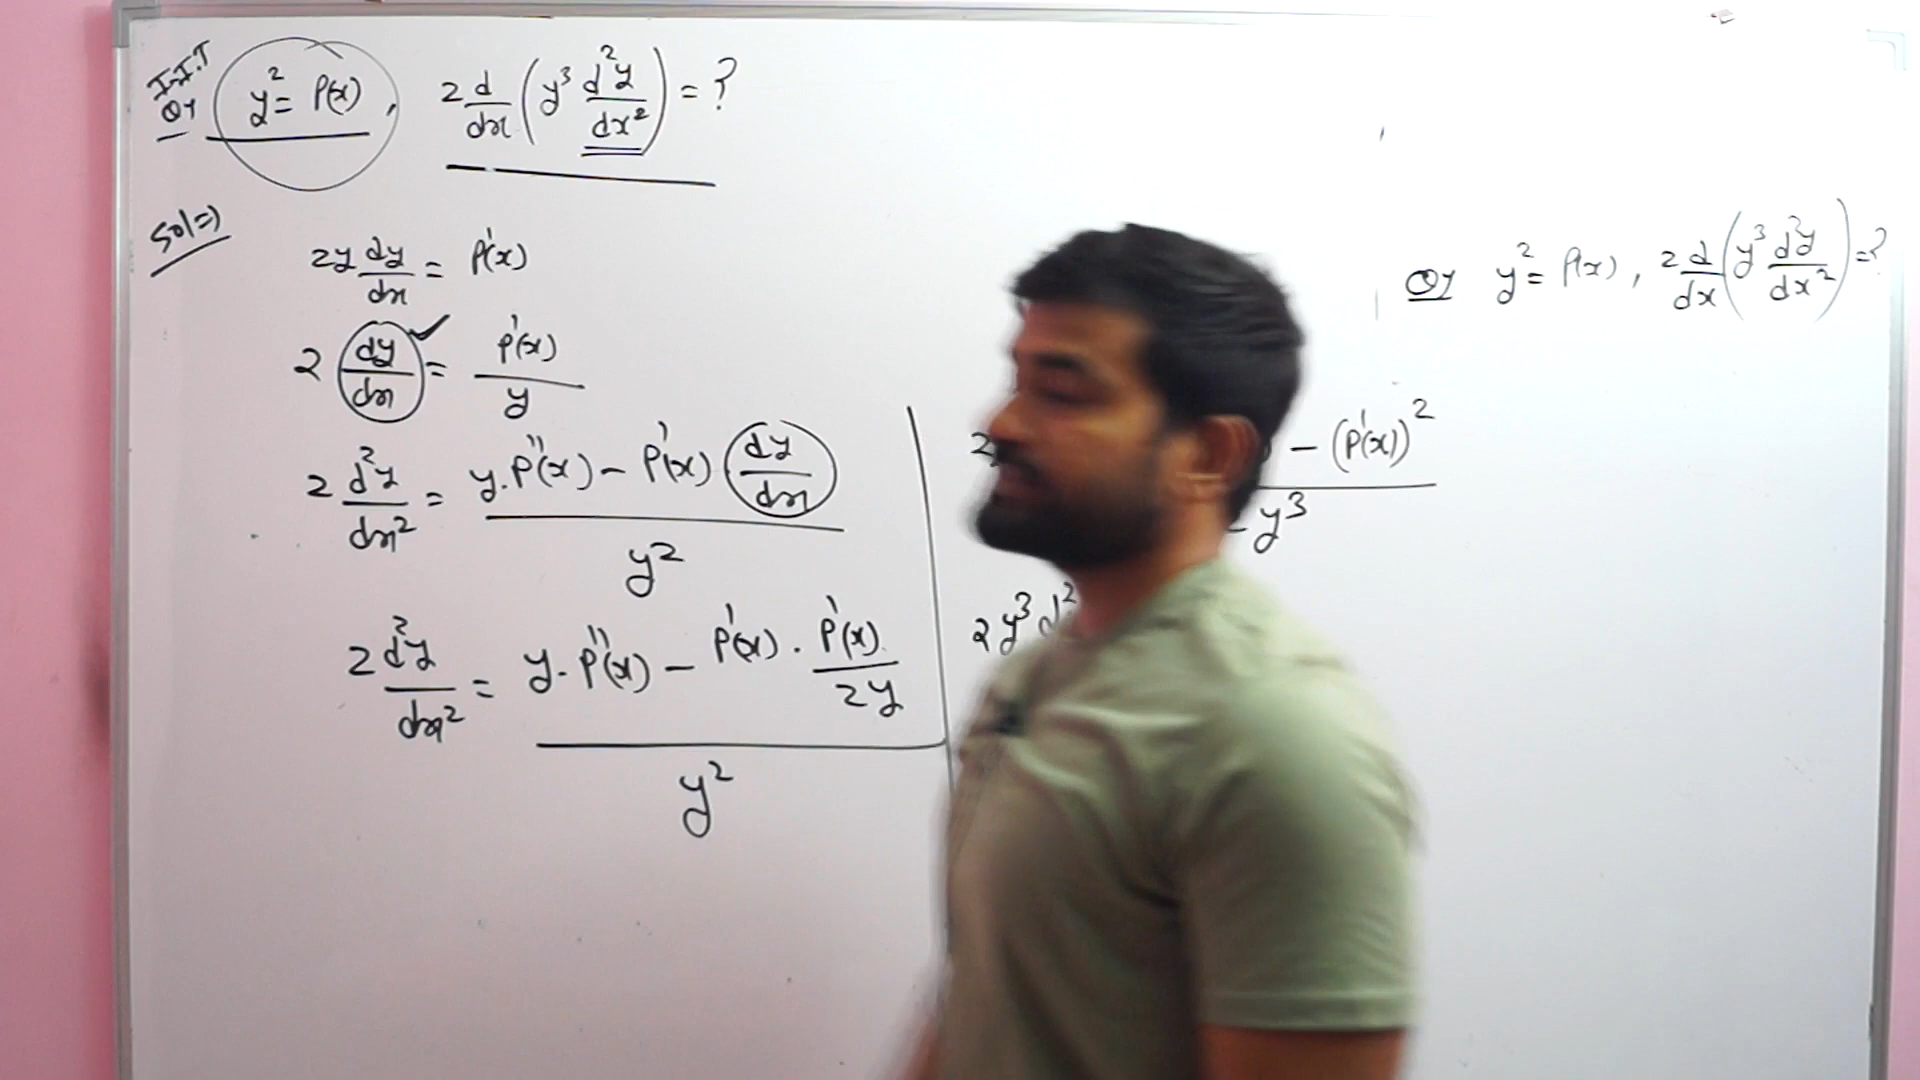 I.I.T
Q1 y² = P(x), 2 d/dx (y³ d²y/dx²) = ?
Sol ⇒
2y dy/dx = P'(x)
2 dy/dx ✓ = P'(x)/y
2 d²y/dx² = y.P''(x) - P'(x) dy/dx
y²
2 d²y/dx² = y.P''(x) - P'(x) . P'(x)/2y
y²
Q1 y² = P(x), 2 d/dx (y³ d²y/dx²) = ?
2
- (P'(x))²
y³
2y³ d²